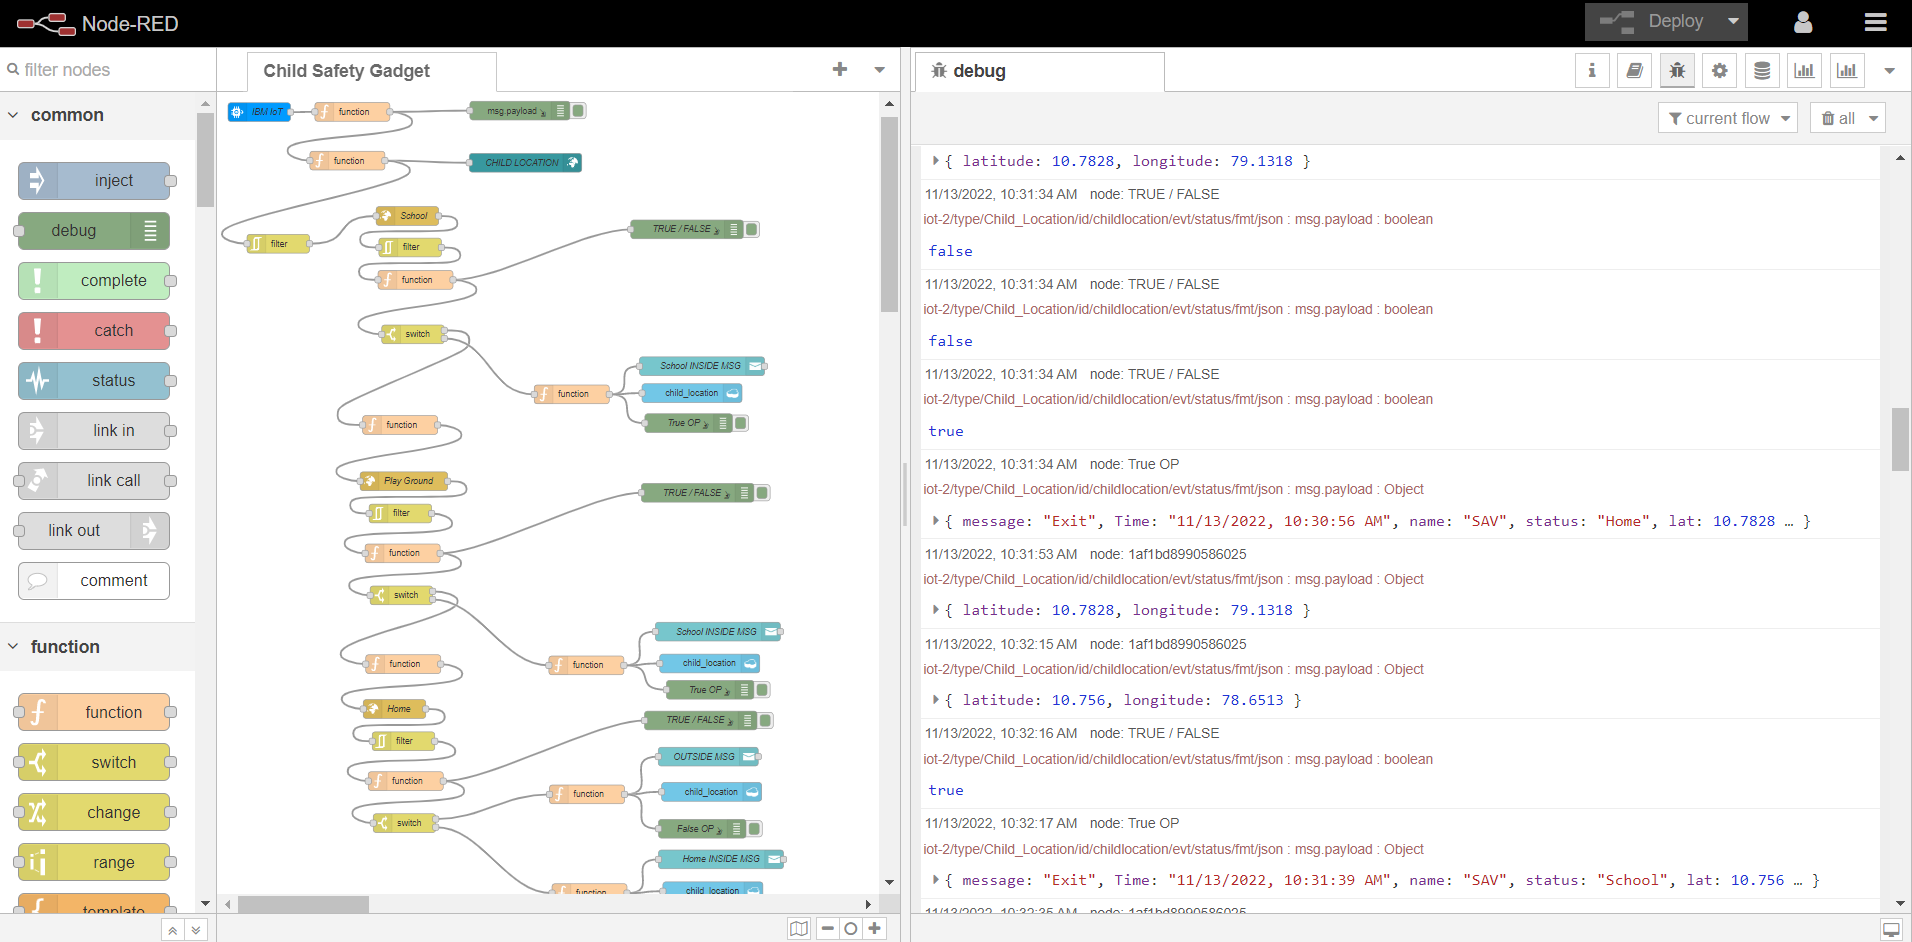 Node-RED
Deploy
filter nodes
Child Safety Gadget
debug
current flow
all
common
inject
debug
complete
catch
status
link in
link call
link out
comment
function
function
switch
change
range
template
IBM IoT
function
msg.payload
function
CHILD LOCATION
School
filter
filter
function
TRUE / FALSE
switch
School INSIDE MSG
function
child_location
True OP
function
Play Ground
TRUE / FALSE
filter
function
switch
School INSIDE MSG
function
function
child_location
True OP
Home
TRUE / FALSE
filter
OUTSIDE MSG
function
function
child_location
switch
False OP
Home INSIDE MSG
function
child_location
{ latitude: 10.7828, longitude: 79.1318 }
11/13/2022, 10:31:34 AM node: TRUE / FALSE
iot-2/type/Child_Location/id/childlocation/evt/status/fmt/json : msg.payload : boolean
false
11/13/2022, 10:31:34 AM node: TRUE / FALSE
iot-2/type/Child_Location/id/childlocation/evt/status/fmt/json : msg.payload : boolean
false
11/13/2022, 10:31:34 AM node: TRUE / FALSE
iot-2/type/Child_Location/id/childlocation/evt/status/fmt/json : msg.payload : boolean
true
11/13/2022, 10:31:34 AM node: True OP
iot-2/type/Child_Location/id/childlocation/evt/status/fmt/json : msg.payload : Object
{ message: "Exit", Time: "11/13/2022, 10:30:56 AM", name: "SAV", status: "Home", lat: 10.7828 … }
11/13/2022, 10:31:53 AM node: 1af1bd8990586025
iot-2/type/Child_Location/id/childlocation/evt/status/fmt/json : msg.payload : Object
{ latitude: 10.7828, longitude: 79.1318 }
11/13/2022, 10:32:15 AM node: 1af1bd8990586025
iot-2/type/Child_Location/id/childlocation/evt/status/fmt/json : msg.payload : Object
{ latitude: 10.756, longitude: 78.6513 }
11/13/2022, 10:32:16 AM node: TRUE / FALSE
iot-2/type/Child_Location/id/childlocation/evt/status/fmt/json : msg.payload : boolean
true
11/13/2022, 10:32:17 AM node: True OP
iot-2/type/Child_Location/id/childlocation/evt/status/fmt/json : msg.payload : Object
{ message: "Exit", Time: "11/13/2022, 10:31:39 AM", name: "SAV", status: "School", lat: 10.756 … }
11/13/2022, 10:32:35 AM node: 1af1bd8990586025